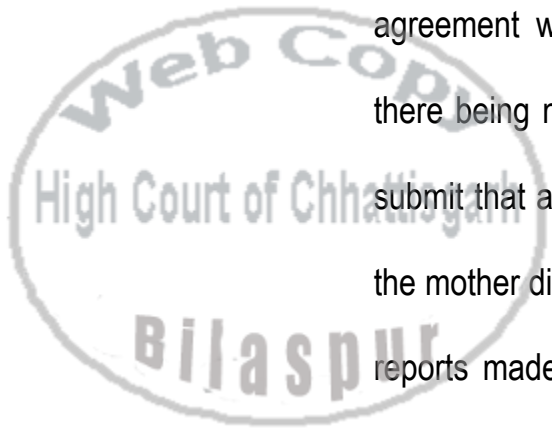 agreement w
there being r
submit that a
the mother di
reports made
Web Copy
High Court of Chhattisgarh
Bilaspur